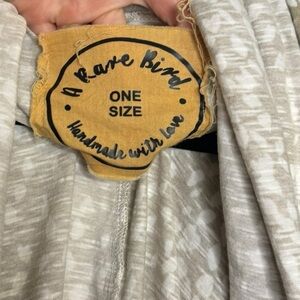 A Rare Bird
ONE
SIZE
Handmade with love